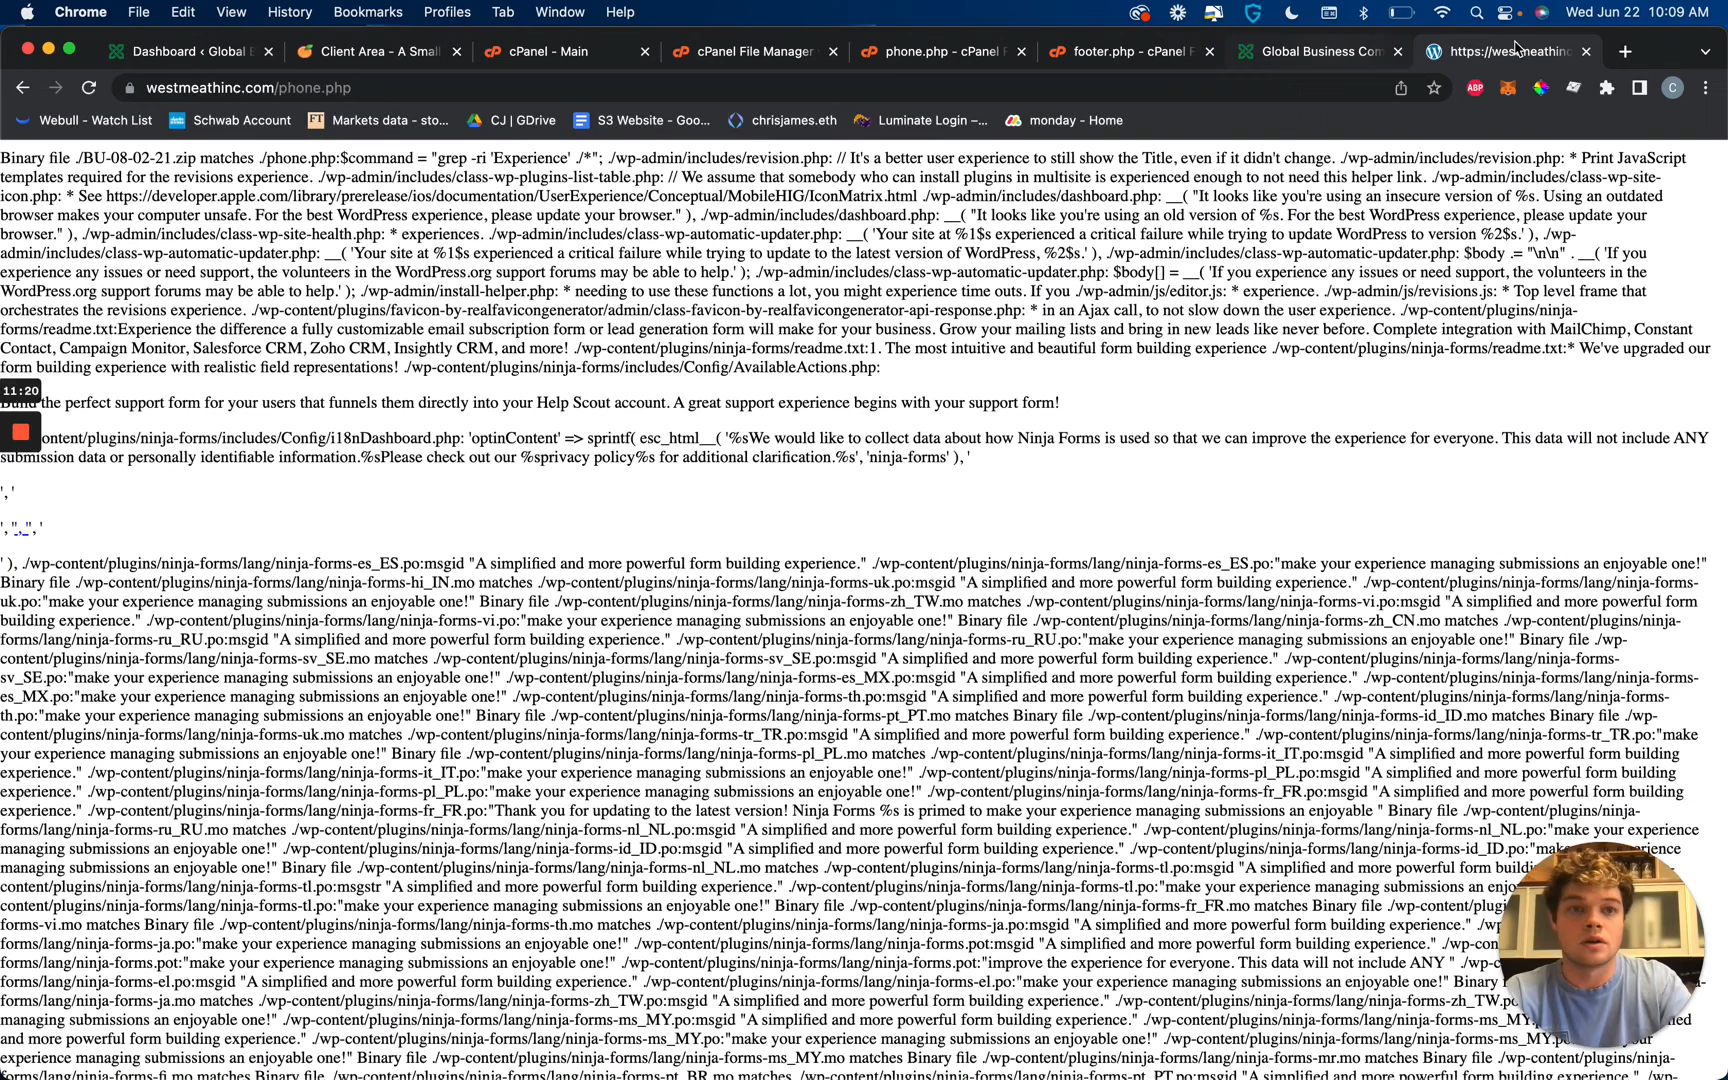 Chrome File Edit View History Bookmarks Profiles Tab Window Help Wed Jun 22 10:09 AM
Dashboard ‹ Global E Client Area - A Small cPanel - Main cPanel File Manager phone.php - cPanel F footer.php - cPanel F Global Business Com https://westmeathinc
westmeathinc.com/phone.php ABP C
Webull - Watch List Schwab Account FT Markets data - sto... CJ | GDrive S3 Website - Goo... chrisjames.eth Luminate Login –... monday - Home
Binary file ./BU-08-02-21.zip matches ./phone.php:$command = "grep -ri 'Experience' ./*"; ./wp-admin/includes/revision.php: // It's a better user experience to still show the Title, even if it didn't change. ./wp-admin/includes/revision.php: * Print JavaScript
templates required for the revisions experience. ./wp-admin/includes/class-wp-plugins-list-table.php: // We assume that somebody who can install plugins in multisite is experienced enough to not need this helper link. ./wp-admin/includes/class-wp-site-
icon.php: * See https://developer.apple.com/library/prerelease/ios/documentation/UserExperience/Conceptual/MobileHIG/IconMatrix.html ./wp-admin/includes/dashboard.php: __( "It looks like you're using an insecure version of %s. Using an outdated
browser makes your computer unsafe. For the best WordPress experience, please update your browser." ), ./wp-admin/includes/dashboard.php: __( "It looks like you're using an old version of %s. For the best WordPress experience, please update your
browser." ), ./wp-admin/includes/class-wp-site-health.php: * experiences. ./wp-admin/includes/class-wp-automatic-updater.php: __( 'Your site at %1$s experienced a critical failure while trying to update WordPress to version %2$s.' ), ./wp-
admin/includes/class-wp-automatic-updater.php: __( 'Your site at %1$s experienced a critical failure while trying to update to the latest version of WordPress, %2$s.' ), ./wp-admin/includes/class-wp-automatic-updater.php: $body .= "\n\n" . __( 'If you
experience any issues or need support, the volunteers in the WordPress.org support forums may be able to help.' ); ./wp-admin/includes/class-wp-automatic-updater.php: $body[] = __( 'If you experience any issues or need support, the volunteers in the
WordPress.org support forums may be able to help.' ); ./wp-admin/install-helper.php: * needing to use these functions a lot, you might experience time outs. If you ./wp-admin/js/editor.js: * experience. ./wp-admin/js/revisions.js: * Top level frame that
orchestrates the revisions experience. ./wp-content/plugins/favicon-by-realfavicongenerator/admin/class-favicon-by-realfavicongenerator-api-response.php: * in an Ajax call, to not slow down the user experience. ./wp-content/plugins/ninja-
forms/readme.txt:Experience the difference a fully customizable email subscription form or lead generation form will make for your business. Grow your mailing lists and bring in new leads like never before. Complete integration with MailChimp, Constant
Contact, Campaign Monitor, Salesforce CRM, Zoho CRM, Insightly CRM, and more! ./wp-content/plugins/ninja-forms/readme.txt:1. The most intuitive and beautiful form building experience ./wp-content/plugins/ninja-forms/readme.txt:* We've upgraded our
form building experience with realistic field representations! ./wp-content/plugins/ninja-forms/includes/Config/AvailableActions.php:
11:20
the perfect support form for your users that funnels them directly into your Help Scout account. A great support experience begins with your support form!
ontent/plugins/ninja-forms/includes/Config/i18nDashboard.php: 'optinContent' => sprintf( esc_html__( '%sWe would like to collect data about how Ninja Forms is used so that we can improve the experience for everyone. This data will not include ANY
submission data or personally identifiable information.%sPlease check out our %sprivacy policy%s for additional clarification.%s', 'ninja-forms' ), '
', '
', '', '', '
' ), ./wp-content/plugins/ninja-forms/lang/ninja-forms-es_ES.po:msgid "A simplified and more powerful form building experience." ./wp-content/plugins/ninja-forms/lang/ninja-forms-es_ES.po:"make your experience managing submissions an enjoyable one!"
Binary file ./wp-content/plugins/ninja-forms/lang/ninja-forms-hi_IN.mo matches ./wp-content/plugins/ninja-forms/lang/ninja-forms-uk.po:msgid "A simplified and more powerful form building experience." ./wp-content/plugins/ninja-forms/lang/ninja-forms-
uk.po:"make your experience managing submissions an enjoyable one!" Binary file ./wp-content/plugins/ninja-forms/lang/ninja-forms-zh_TW.mo matches ./wp-content/plugins/ninja-forms/lang/ninja-forms-vi.po:msgid "A simplified and more powerful form
building experience." ./wp-content/plugins/ninja-forms/lang/ninja-forms-vi.po:"make your experience managing submissions an enjoyable one!" Binary file ./wp-content/plugins/ninja-forms/lang/ninja-forms-zh_CN.mo matches ./wp-content/plugins/ninja-
forms/lang/ninja-forms-ru_RU.po:msgid "A simplified and more powerful form building experience." ./wp-content/plugins/ninja-forms/lang/ninja-forms-ru_RU.po:"make your experience managing submissions an enjoyable one!" Binary file ./wp-
content/plugins/ninja-forms/lang/ninja-forms-sv_SE.mo matches ./wp-content/plugins/ninja-forms/lang/ninja-forms-sv_SE.po:msgid "A simplified and more powerful form building experience." ./wp-content/plugins/ninja-forms/lang/ninja-forms-
sv_SE.po:"make your experience managing submissions an enjoyable one!" ./wp-content/plugins/ninja-forms/lang/ninja-forms-es_MX.po:msgid "A simplified and more powerful form building experience." ./wp-content/plugins/ninja-forms/lang/ninja-forms-
es_MX.po:"make your experience managing submissions an enjoyable one!" ./wp-content/plugins/ninja-forms/lang/ninja-forms-th.po:msgid "A simplified and more powerful form building experience." ./wp-content/plugins/ninja-forms/lang/ninja-forms-
th.po:"make your experience managing submissions an enjoyable one!" Binary file ./wp-content/plugins/ninja-forms/lang/ninja-forms-pt_PT.mo matches Binary file ./wp-content/plugins/ninja-forms/lang/ninja-forms-id_ID.mo matches Binary file ./wp-
content/plugins/ninja-forms/lang/ninja-forms-uk.mo matches ./wp-content/plugins/ninja-forms/lang/ninja-forms-tr_TR.po:msgid "A simplified and more powerful form building experience." ./wp-content/plugins/ninja-forms/lang/ninja-forms-tr_TR.po:"make
your experience managing submissions an enjoyable one!" Binary file ./wp-content/plugins/ninja-forms/lang/ninja-forms-pl_PL.mo matches ./wp-content/plugins/ninja-forms/lang/ninja-forms-it_IT.po:msgid "A simplified and more powerful form building
experience." ./wp-content/plugins/ninja-forms/lang/ninja-forms-it_IT.po:"make your experience managing submissions an enjoyable one!" ./wp-content/plugins/ninja-forms/lang/ninja-forms-pl_PL.po:msgid "A simplified and more powerful form building
experience." ./wp-content/plugins/ninja-forms/lang/ninja-forms-pl_PL.po:"make your experience managing submissions an enjoyable one!" ./wp-content/plugins/ninja-forms/lang/ninja-forms-fr_FR.po:msgid "A simplified and more powerful form building
experience." ./wp-content/plugins/ninja-forms/lang/ninja-forms-fr_FR.po:"Thank you for updating to the latest version! Ninja Forms %s is primed to make your experience managing submissions an enjoyable " Binary file ./wp-content/plugins/ninja-
forms/lang/ninja-forms-ru_RU.mo matches ./wp-content/plugins/ninja-forms/lang/ninja-forms-nl_NL.po:msgid "A simplified and more powerful form building experience." ./wp-content/plugins/ninja-forms/lang/ninja-forms-nl_NL.po:"make your experience
managing submissions an enjoyable one!" ./wp-content/plugins/ninja-forms/lang/ninja-forms-id_ID.po:msgid "A simplified and more powerful form building experience." ./wp-content/plugins/ninja-forms/lang/ninja-forms-id_ID.po:"make experience
managing submissions an enjoyable one!" Binary file ./wp-content/plugins/ninja-forms/lang/ninja-forms-nl_NL.mo matches ./wp-content/plugins/ninja-forms/lang/ninja-forms-tl.po:msgid "A simplified and more powerful form building
content/plugins/ninja-forms/lang/ninja-forms-tl.po:msgstr "A simplified and more powerful form building experience." ./wp-content/plugins/ninja-forms/lang/ninja-forms-tl.po:"make your experience managing submissions an
content/plugins/ninja-forms/lang/ninja-forms-tl.po:"make your experience managing submissions an enjoyable one!" Binary file ./wp-content/plugins/ninja-forms/lang/ninja-forms-fr_FR.mo matches Binary file
forms-vi.mo matches Binary file ./wp-content/plugins/ninja-forms/lang/ninja-forms-th.mo matches Binary file ./wp-content/plugins/ninja-forms/lang/ninja-forms-ja.po:msgid "A simplified and more powerful form building experience."
forms/lang/ninja-forms-ja.po:"make your experience managing submissions an enjoyable one!" ./wp-content/plugins/ninja-forms/lang/ninja-forms.pot:msgid "A simplified and more powerful form building experience." ./wp-content/plugins/ninja-
forms.pot:"make your experience managing submissions an enjoyable one!" ./wp-content/plugins/ninja-forms/lang/ninja-forms.pot:"improve the experience for everyone. This data will not include ANY "
forms/lang/ninja-forms-el.po:msgid "A simplified and more powerful form building experience." ./wp-content/plugins/ninja-forms/lang/ninja-forms-el.po:"make your experience managing submissions an enjoyable one!"
forms/lang/ninja-forms-ja.mo matches Binary file ./wp-content/plugins/ninja-forms/lang/ninja-forms-zh_TW.po:msgid "A simplified and more powerful form building experience." ./wp-content/plugins/ninja-forms/lang/ninja-forms-zh_TW.po:
managing submissions an enjoyable one!" ./wp-content/plugins/ninja-forms/lang/ninja-forms-ms_MY.po:msgid "A simplified and more powerful form building experience." ./wp-content/plugins/ninja-forms/lang/ninja-forms-ms_MY.
and more powerful form building experience." ./wp-content/plugins/ninja-forms/lang/ninja-forms-ms_MY.po:"make your experience managing submissions an enjoyable one!" ./wp-content/plugins/ninja-forms/lang/ninja-forms-ms_MY.
experience managing submissions an enjoyable one!" Binary file ./wp-content/plugins/ninja-forms/lang/ninja-forms-ms_MY.mo matches Binary file ./wp-content/plugins/ninja-forms/lang/ninja-forms-mr.mo matches Binary file ./wp-content/plugins/ninja-
forms/lang/ninja-forms-fi.mo matches Binary file ./wp-content/plugins/ninja-forms/lang/ninja-forms-pt_BR.mo matches ./wp-content/plugins/ninja-forms/lang/ninja-forms-pt_PT.po:msgid "A simplified and more powerful form building experience." ./wp-